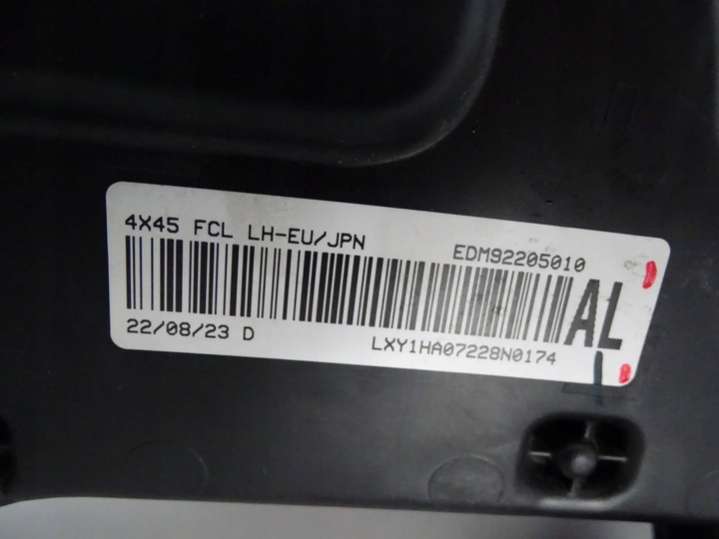 4X45 FCL LH-EU/JPN
EDM92205010
AL
22/08/23 D
LXY1HA07228N0174